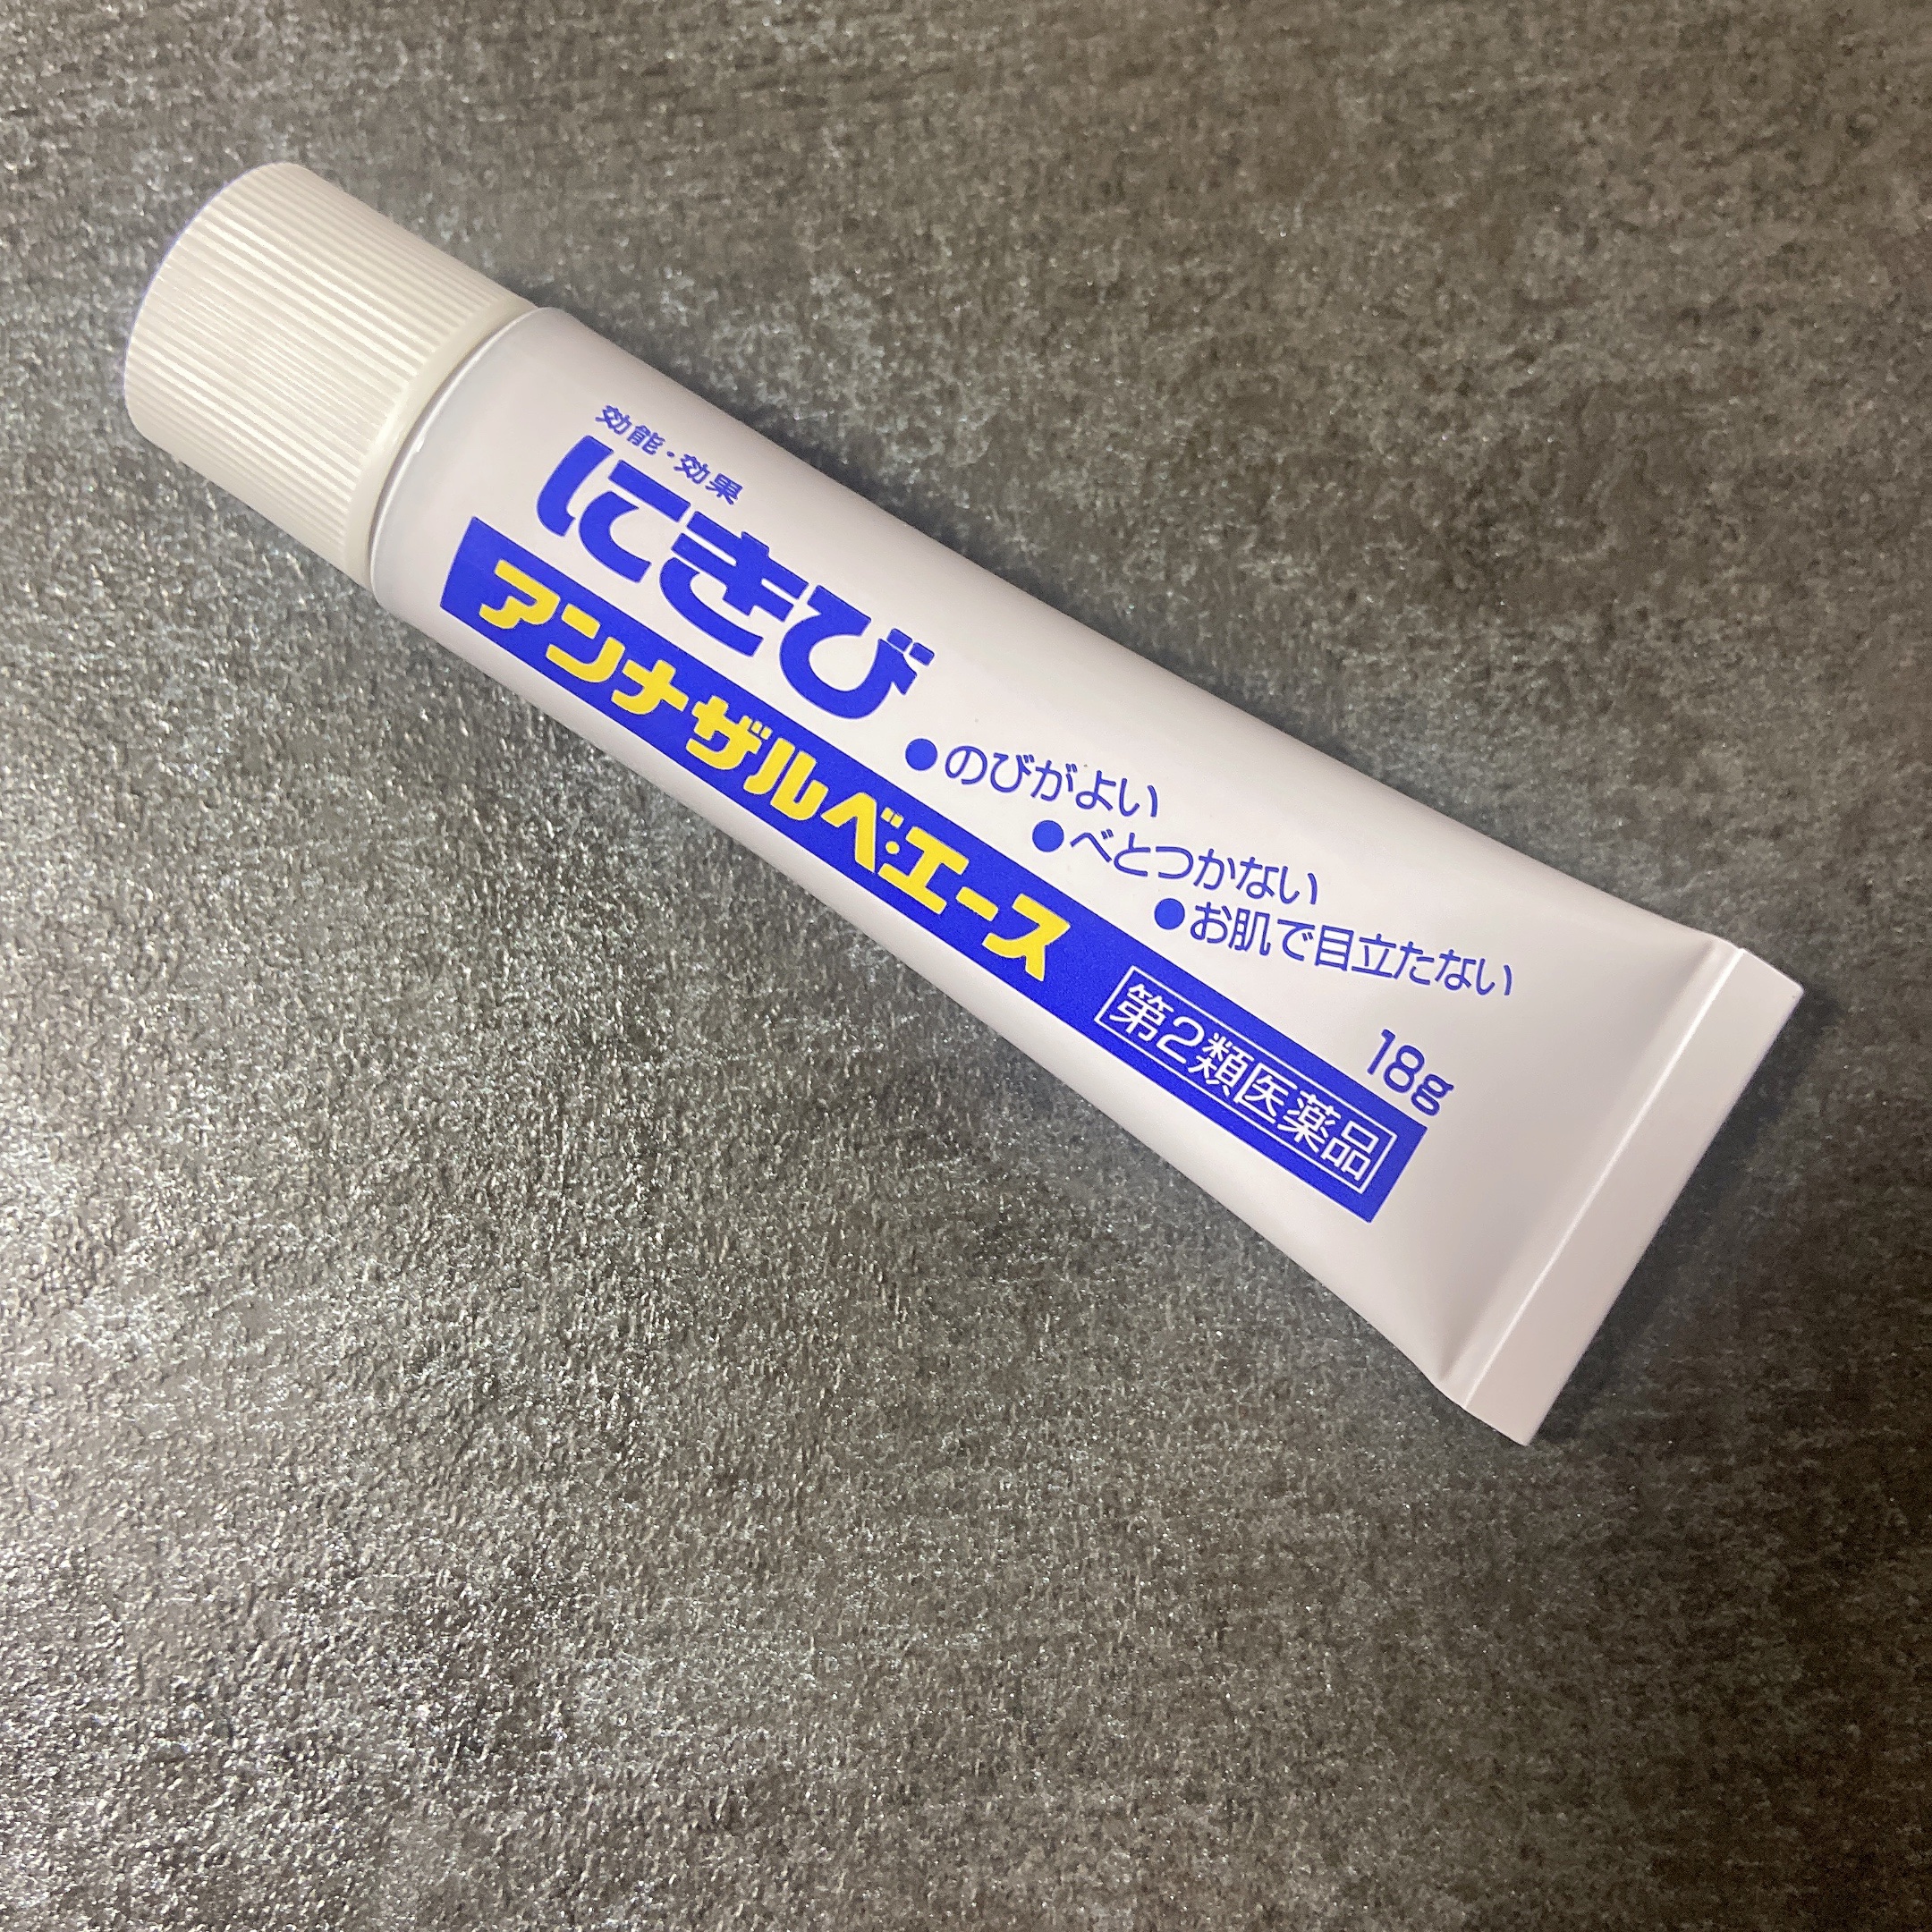 効能・効果
にきび
アンナザルベ・エース
●のびがよい
●べとつかない
●お肌で目立たない
第2類医薬品
18g